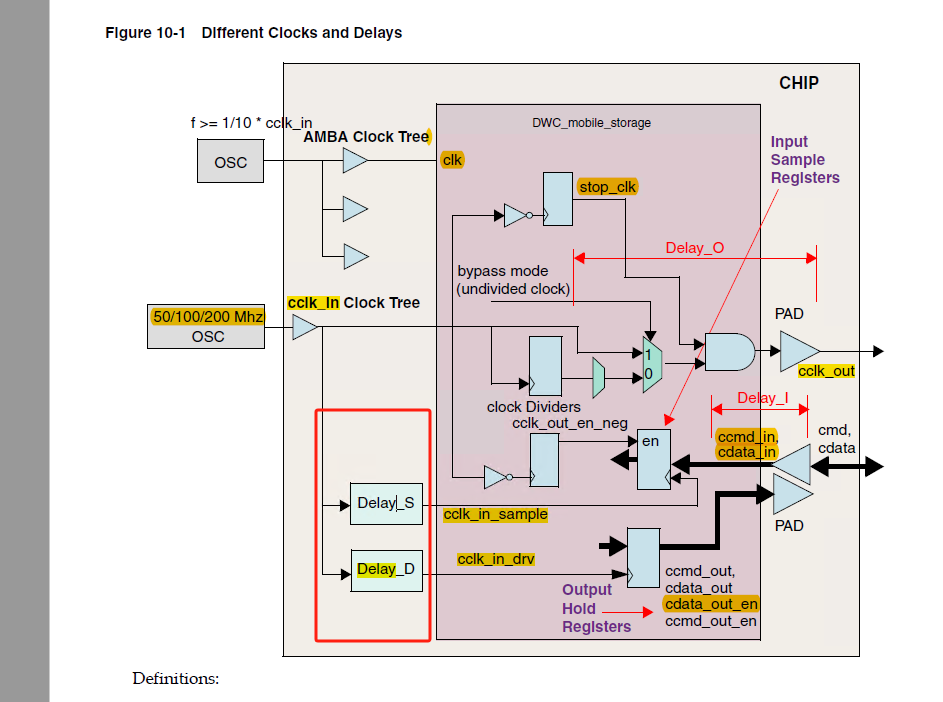 Figure 10-1 Different Clocks and Delays
CHIP
f >= 1/10 * cclk_in
AMBA Clock Tree
DWC_mobile_storage
OSC
clk
Input
Sample
Registers
stop_clk
Delay_O
bypass mode
(undivided clock)
cclk_in Clock Tree
50/100/200 Mhz
OSC
PAD
1
0
cclk_out
clock Dividers
cclk_out_en_neg
Delay_I
en
ccmd_in,
cdata_in
cmd,
cdata
Delay_S
cclk_in_sample
PAD
Delay_D
cclk_in_drv
Output
Hold
Registers
ccmd_out,
cdata_out
cdata_out_en
ccmd_out_en
Definitions: